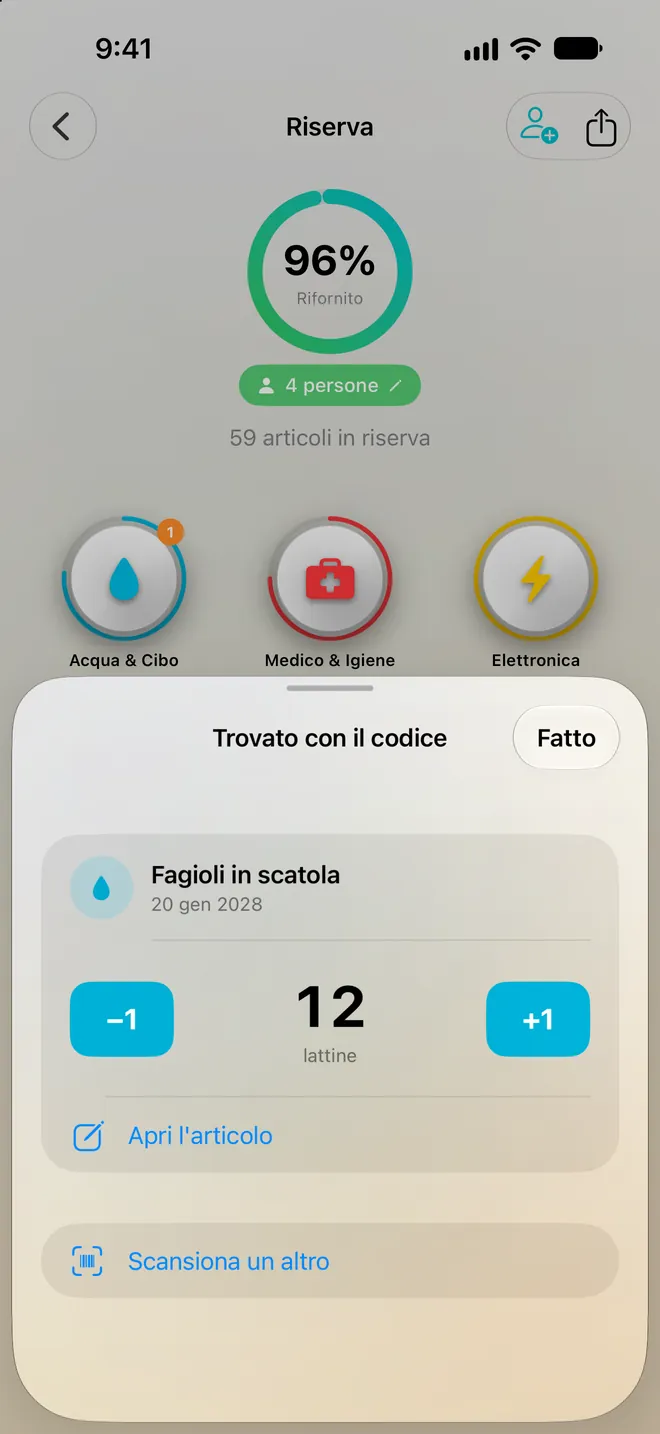 9:41
Riserva
96%
Rifornito
4 persone
59 articoli in riserva
1
Acqua & Cibo
Medico & Igiene
Elettronica
Trovato con il codice
Fatto
Fagioli in scatola
20 gen 2028
−1
12
+1
lattine
Apri l'articolo
Scansiona un altro